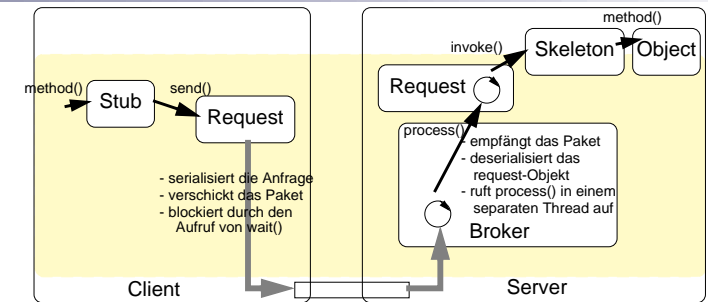 method()
Stub
send()
Request
- serialisiert die Anfrage
- verschickt das Paket
- blockiert durch den
Aufruf von wait()
Client
method()
invoke()
Skeleton
Object
Request
process()
- empfängt das Paket
- deserialisiert das
request-Objekt
- ruft process() in einem
separaten Thread auf
Broker
Server